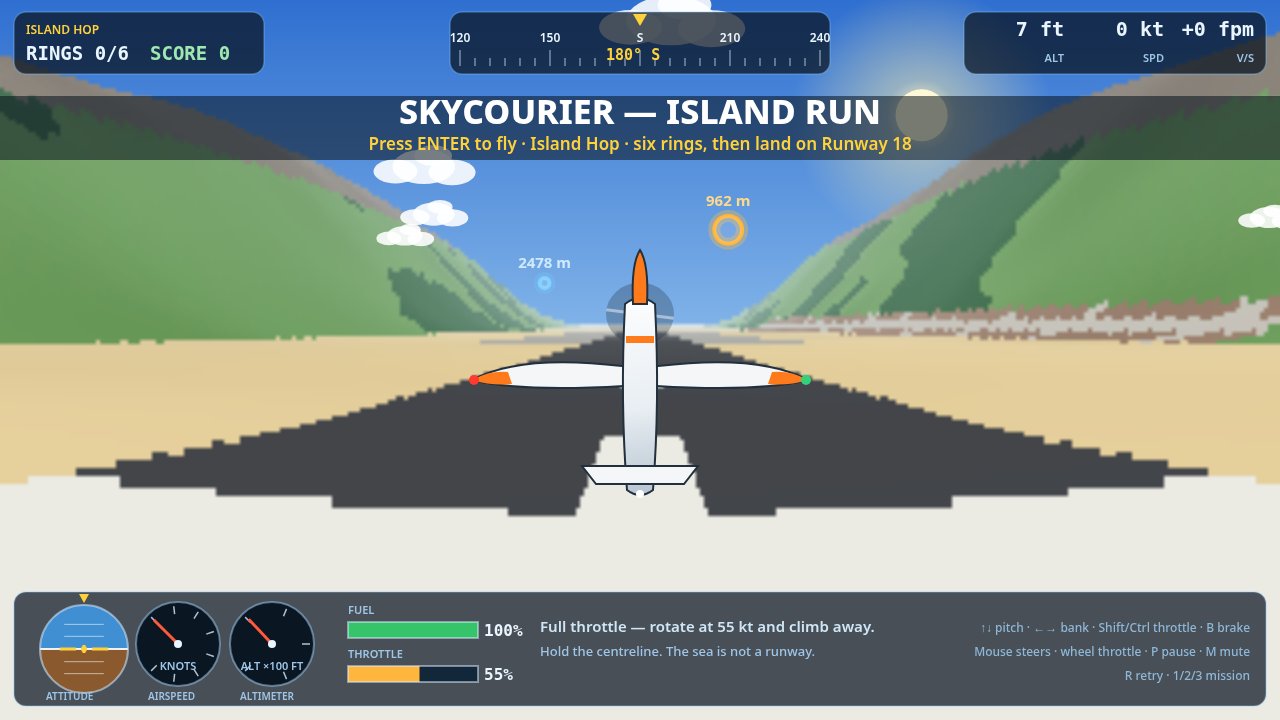 ISLAND HOP
RINGS 0/6 SCORE 0
120 150 S 210 240
180° S
7 ft 0 kt +0 fpm
ALT SPD V/S
SKYCOURIER — ISLAND RUN
Press ENTER to fly · Island Hop · six rings, then land on Runway 18
962 m
2478 m
KNOTS
ALT ×100 FT
ATTITUDE AIRSPEED ALTIMETER
FUEL
100%
THROTTLE
55%
Full throttle — rotate at 55 kt and climb away.
Hold the centreline. The sea is not a runway.
↑↓ pitch · ←→ bank · Shift/Ctrl throttle · B brake
Mouse steers · wheel throttle · P pause · M mute
R retry · 1/2/3 mission